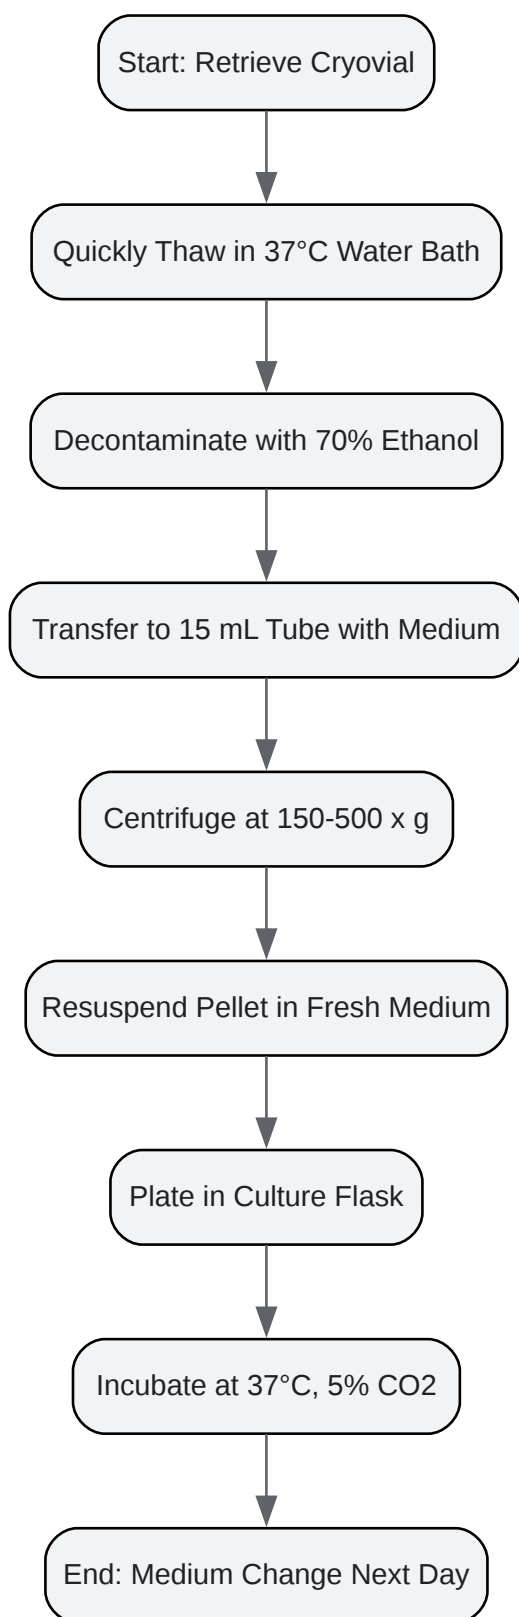 Start: Retrieve Cryovial
Quickly Thaw in 37°C Water Bath
Decontaminate with 70% Ethanol
Transfer to 15 mL Tube with Medium
Centrifuge at 150-500 x g
Resuspend Pellet in Fresh Medium
Plate in Culture Flask
Incubate at 37°C, 5% CO2
End: Medium Change Next Day